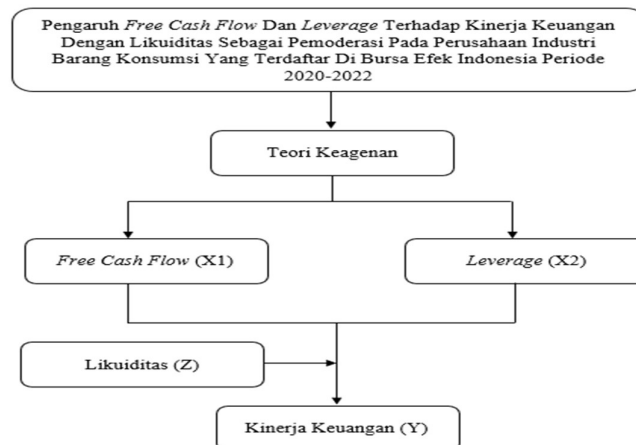 Pengaruh Free Cash Flow Dan Leverage Terhadap Kinerja Keuangan
Dengan Likuiditas Sebagai Pemoderasi Pada Perusahaan Industri
Barang Konsumsi Yang Terdaftar Di Bursa Efek Indonesia Periode
2020-2022
Teori Keagenan
Free Cash Flow (X1)
Leverage (X2)
Likuiditas (Z)
Kinerja Keuangan (Y)